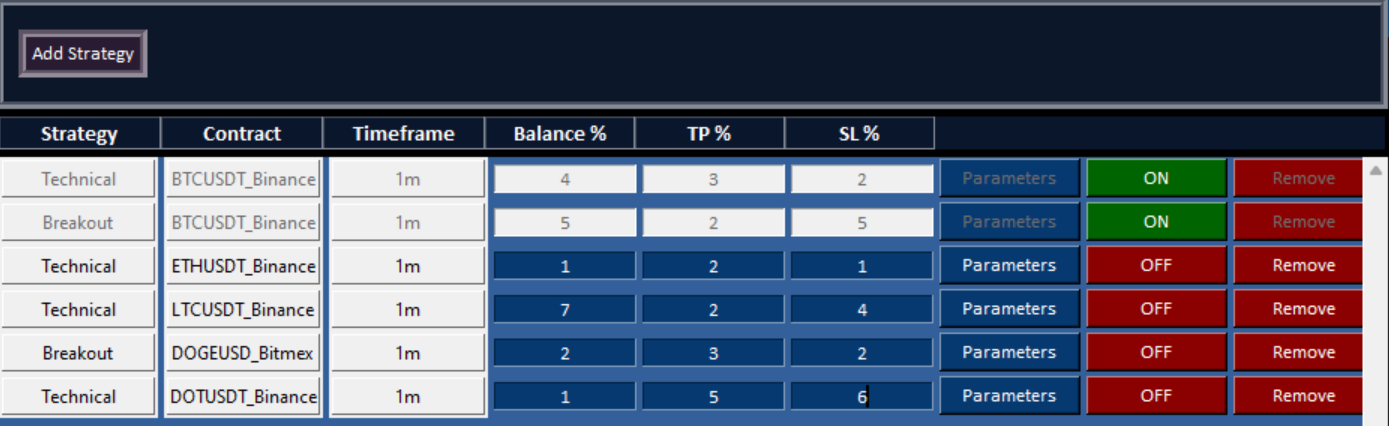 Add Strategy
Strategy Contract Timeframe Balance % TP % SL %
Technical BTCUSDT_Binance 1m 4 3 2 Parameters ON Remove
Breakout BTCUSDT_Binance 1m 5 2 5 Parameters ON Remove
Technical ETHUSDT_Binance 1m 1 2 1 Parameters OFF Remove
Technical LTCUSDT_Binance 1m 7 2 4 Parameters OFF Remove
Breakout DOGEUSD_Bitmex 1m 2 3 2 Parameters OFF Remove
Technical DOTUSDT_Binance 1m 1 5 6 Parameters OFF Remove